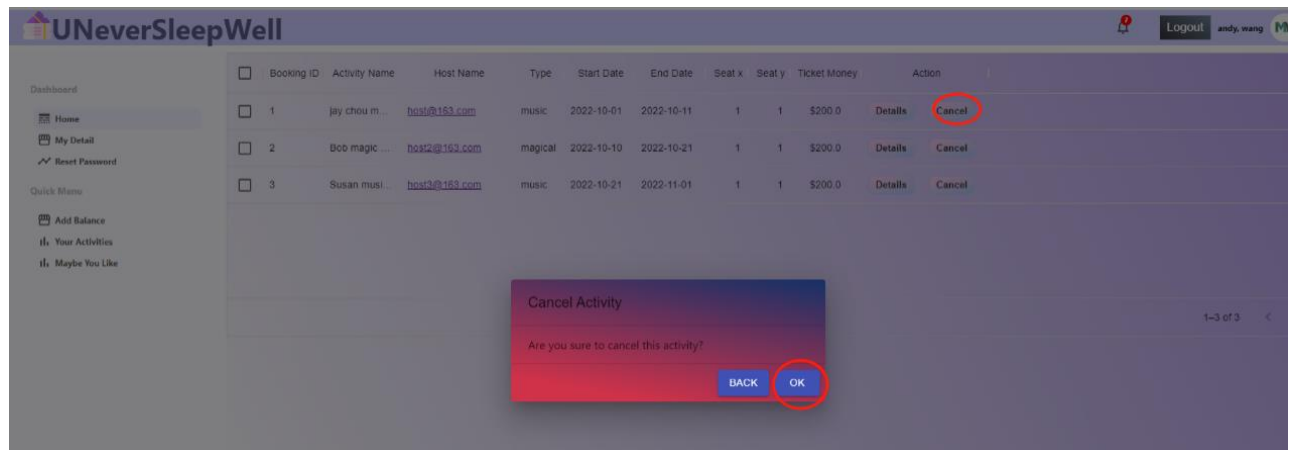 UNeverSleepWell
Logout andy, wang
Dashboard
Home
My Detail
Reset Password
Quick Menu
Add Balance
Your Activities
Maybe You Like
Booking ID Activity Name Host Name Type Start Date End Date Seat x Seat y Ticket Money Action
1 jay chou m... host@163.com music 2022-10-01 2022-10-11 1 1 $200.0 Details Cancel
2 Bob magic ... host2@163.com magical 2022-10-10 2022-10-21 1 1 $200.0 Details Cancel
3 Susan musi... host3@163.com music 2022-10-21 2022-11-01 1 1 $200.0 Details Cancel
Cancel Activity
Are you sure to cancel this activity?
BACK OK
1–3 of 3